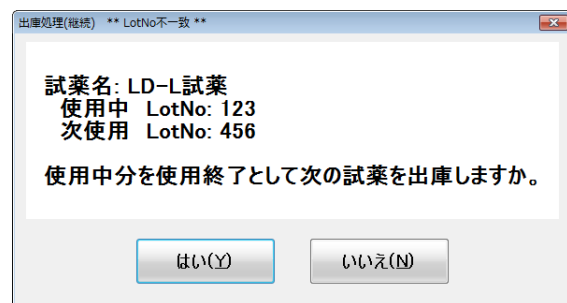 出庫処理(継続) ** LotNo不一致 **
試薬名: LD-L試薬
使用中 LotNo: 123
次使用 LotNo: 456
使用中分を使用終了として次の試薬を出庫しますか。
はい(Y)
いいえ(N)